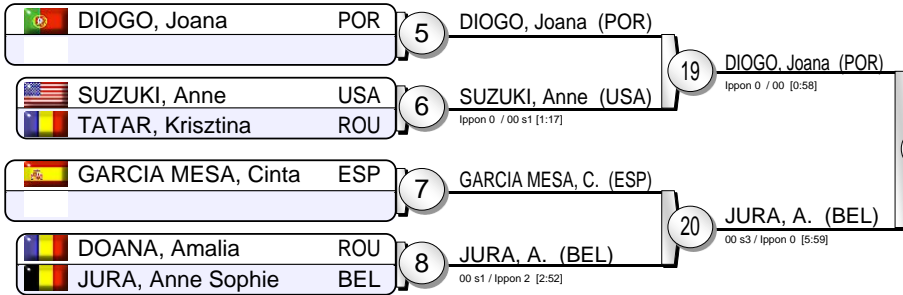 DIOGO, Joana POR
5
DIOGO, Joana (POR)
SUZUKI, Anne USA
TATAR, Krisztina ROU
6
SUZUKI, Anne (USA)
Ippon 0 / 00 s1 [1:17]
19
DIOGO, Joana (POR)
Ippon 0 / 00 [0:58]
GARCIA MESA, Cinta ESP
7
GARCIA MESA, C. (ESP)
DOANA, Amalia ROU
JURA, Anne Sophie BEL
8
JURA, A. (BEL)
00 s1 / Ippon 2 [2:52]
20
JURA, A. (BEL)
00 s3 / Ippon 0 [5:59]